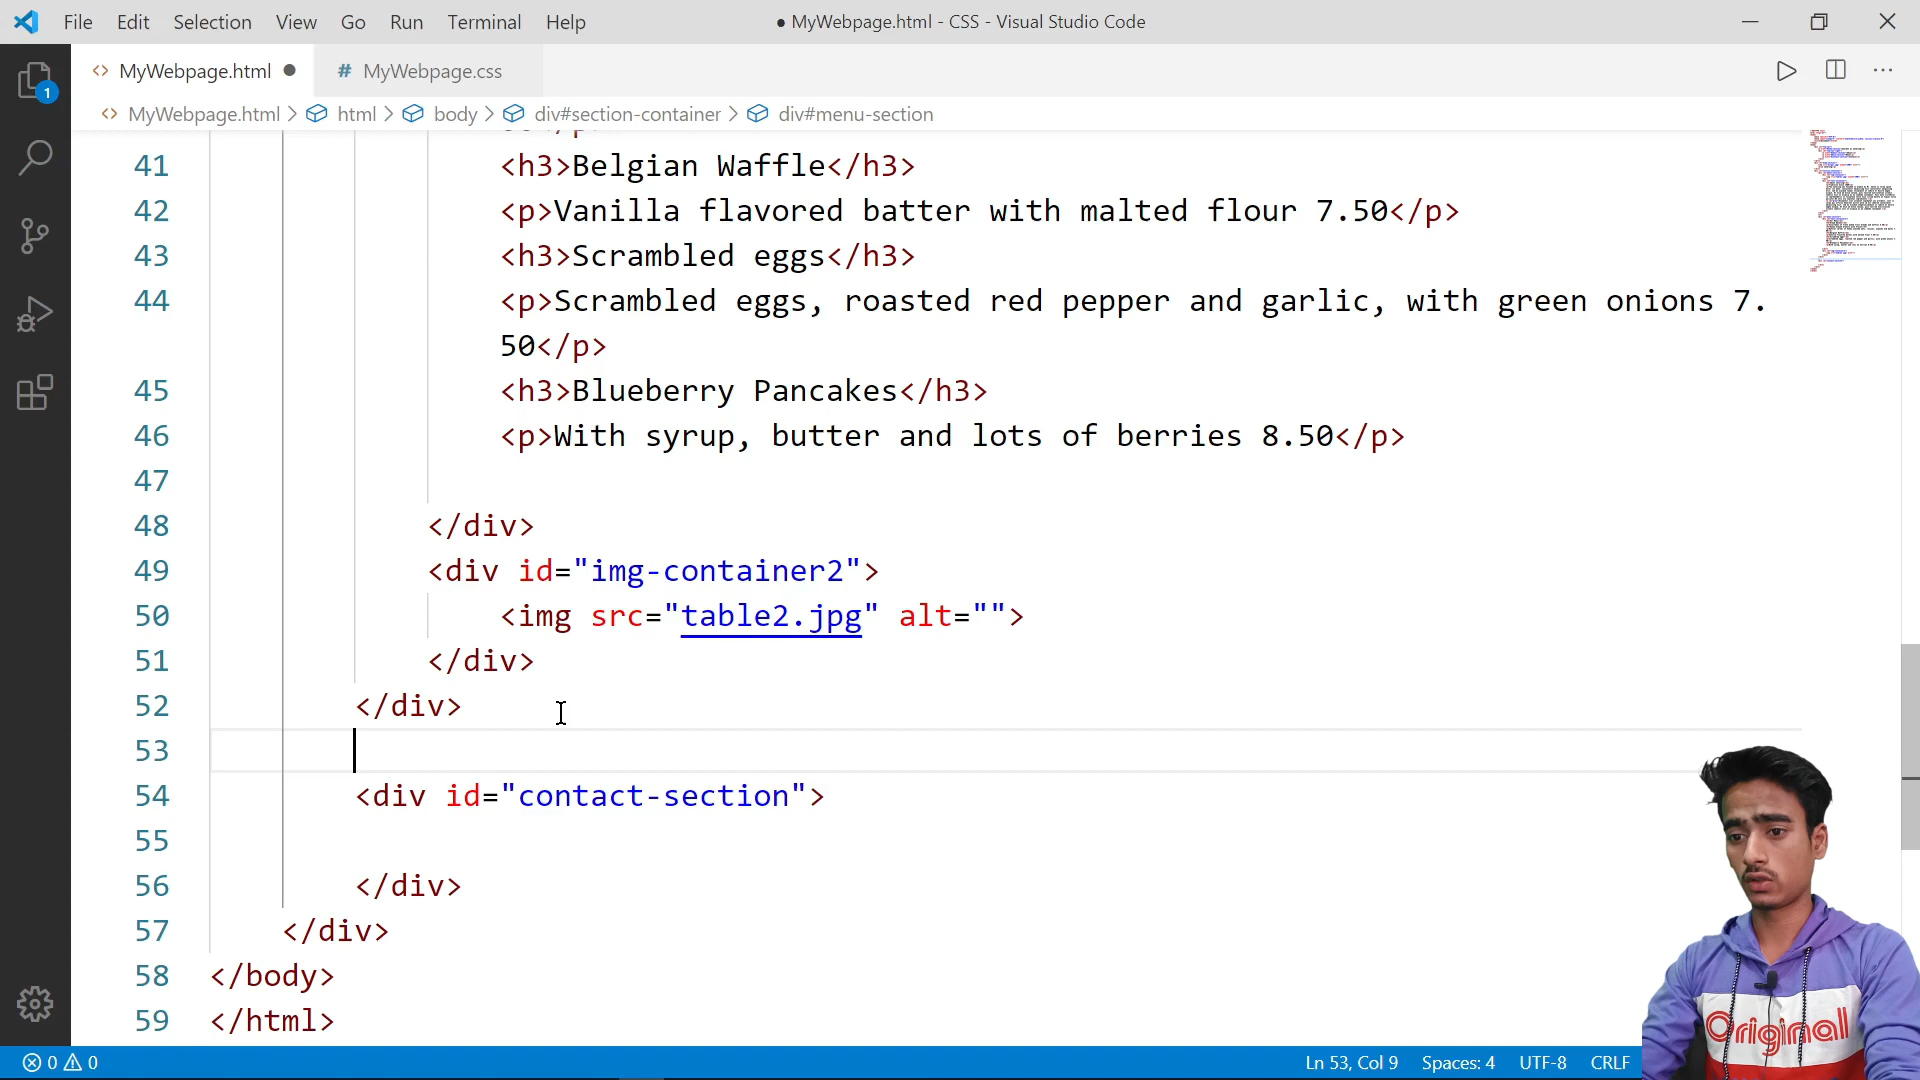 File Edit Selection View Go Run Terminal Help ● MyWebpage.html - CSS - Visual Studio Code
1
<> MyWebpage.html ● # MyWebpage.css
<> MyWebpage.html > html > body > div#section-container > div#menu-section
41 <h3>Belgian Waffle</h3>
42 <p>Vanilla flavored batter with malted flour 7.50</p>
43 <h3>Scrambled eggs</h3>
44 <p>Scrambled eggs, roasted red pepper and garlic, with green onions 7.
50</p>
45 <h3>Blueberry Pancakes</h3>
46 <p>With syrup, butter and lots of berries 8.50</p>
47
48 </div>
49 <div id="img-container2">
50 <img src="table2.jpg" alt="">
51 </div>
52 </div>
53
54 <div id="contact-section">
55
56 </div>
57 </div>
58 </body>
59 </html>
Original
0 0 Ln 53, Col 9 Spaces: 4 UTF-8 CRLF